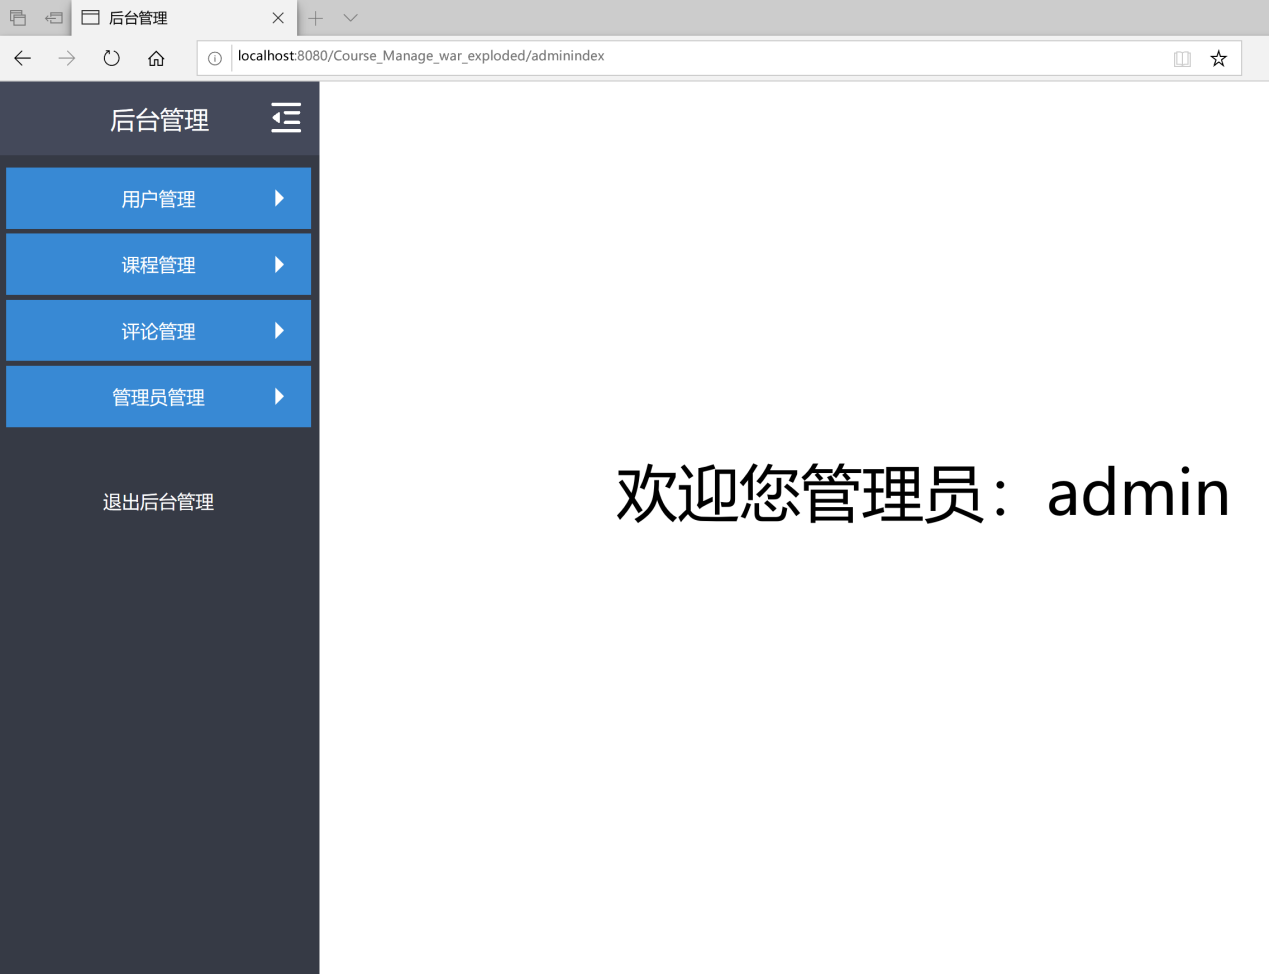 后台管理
localhost:8080/Course_Manage_war_exploded/adminindex
后台管理
用户管理
课程管理
评论管理
管理员管理
退出后台管理
欢迎您管理员：admin